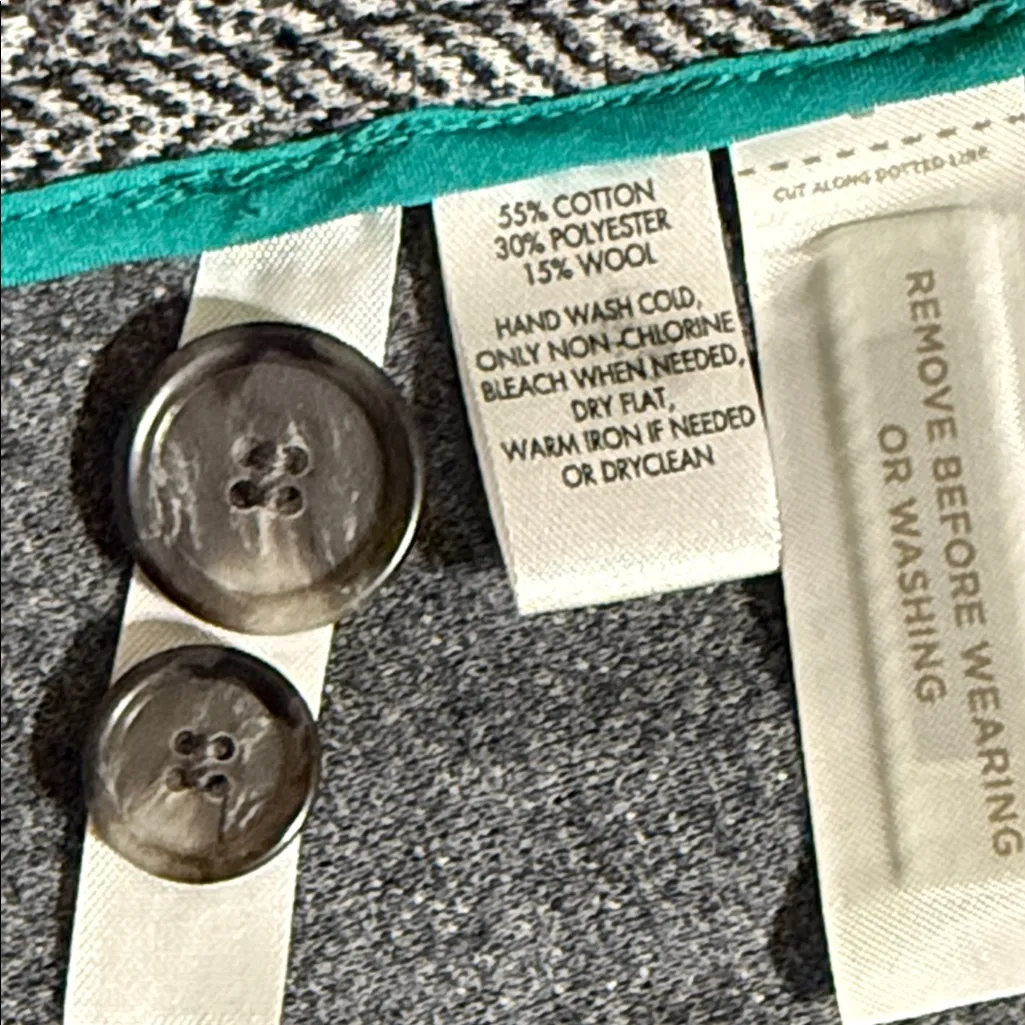 55% COTTON
30% POLYESTER
15% WOOL
HAND WASH COLD,
ONLY NON-CHLORINE
BLEACH WHEN NEEDED,
DRY FLAT,
WARM IRON IF NEEDED
OR DRYCLEAN
CUT ALONG DOTTED LINE
REMOVE BEFORE WEARING
OR WASHING